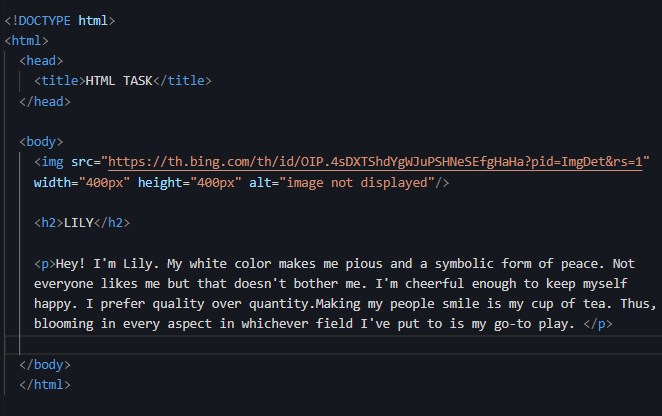 <!DOCTYPE html>
<html>
<head>
<title>HTML TASK</title>
</head>
<body>
<img src="https://th.bing.com/th/id/OIP.4sDXTShdYgWJuPSHNeSEfgHaHa?pid=ImgDet&rs=1"
width="400px" height="400px" alt="image not displayed"/>
<h2>LILY</h2>
<p>Hey! I'm Lily. My white color makes me pious and a symbolic form of peace. Not
everyone likes me but that doesn't bother me. I'm cheerful enough to keep myself
happy. I prefer quality over quantity.Making my people smile is my cup of tea. Thus,
blooming in every aspect in whichever field I've put to is my go-to play. </p>
</body>
</html>